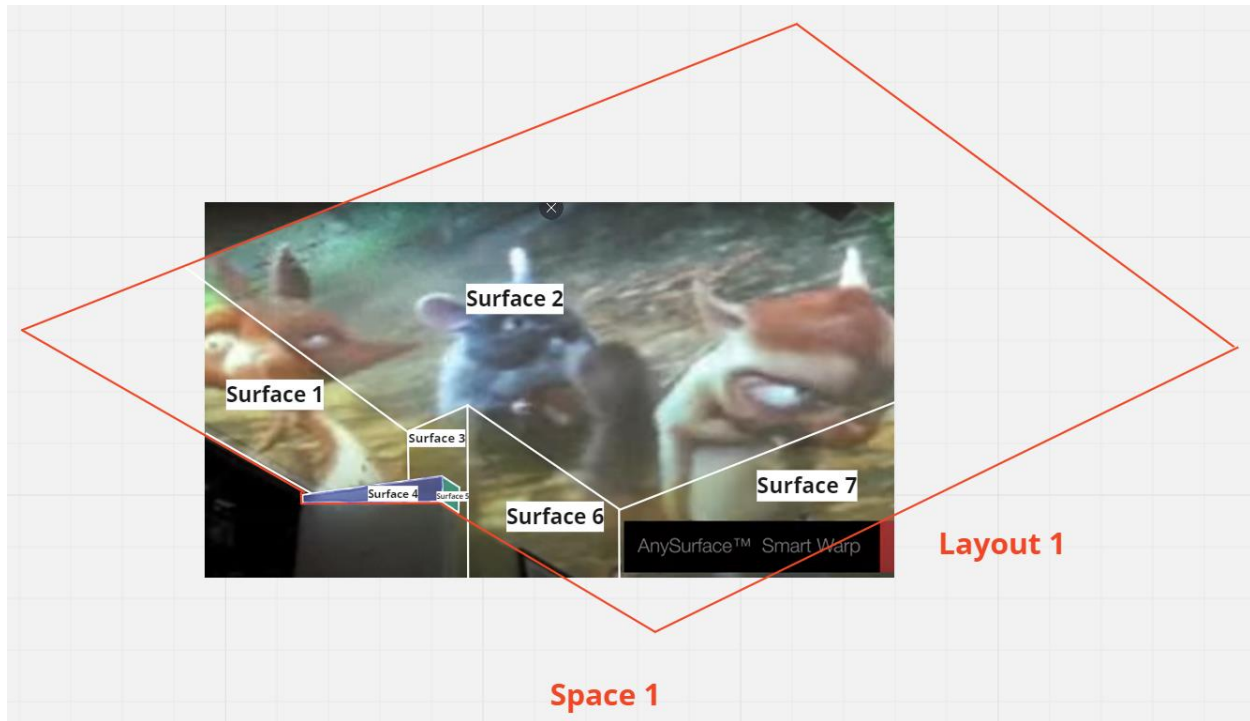 Surface 2
Surface 1
Surface 3
Surface 4
Surface 5
Surface 7
Surface 6
AnySurface™ Smart Warp
Layout 1
Space 1